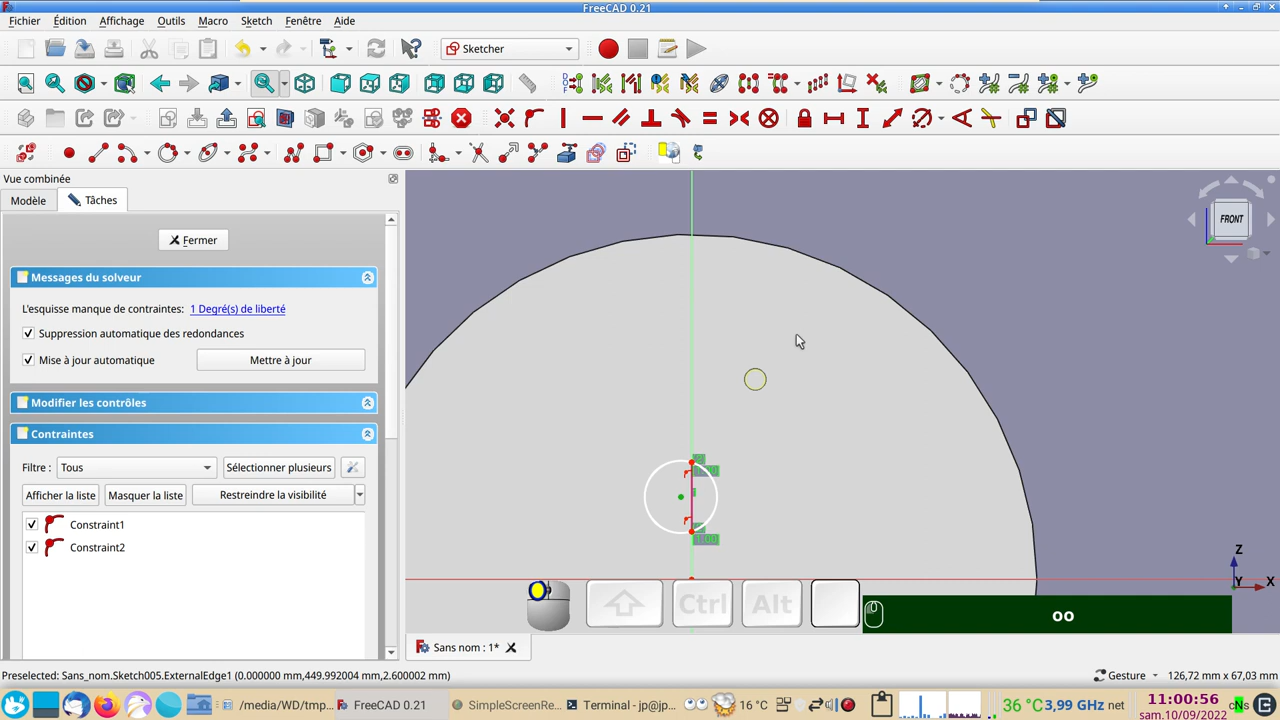 FreeCAD 0.21
Fichier Édition Affichage Outils Macro Sketch Fenêtre Aide
Sketcher
Vue combinée
Modèle Tâches
Fermer
Messages du solveur
L'esquisse manque de contraintes: 1 Degré(s) de liberté
Suppression automatique des redondances
Mise à jour automatique Mettre à jour
Modifier les contrôles
Contraintes
Filtre : Tous Sélectionner plusieurs
Afficher la liste Masquer la liste Restreindre la visibilité
Constraint1
Constraint2
FRONT
Z
Y X
Ctrl Alt
oo
Sans nom : 1*
Preselected: Sans_nom.Sketch005.ExternalEdge1 (0.000000 mm,449.992004 mm,2.600002 mm) Gesture 126,72 mm x 67,03 mm
/media/WD/tmp... FreeCAD 0.21 SimpleScreenRe... Terminal - jp@jp... 16 °C 36 °C 3,99 GHz net
11:00:56
sam.10/09/2022